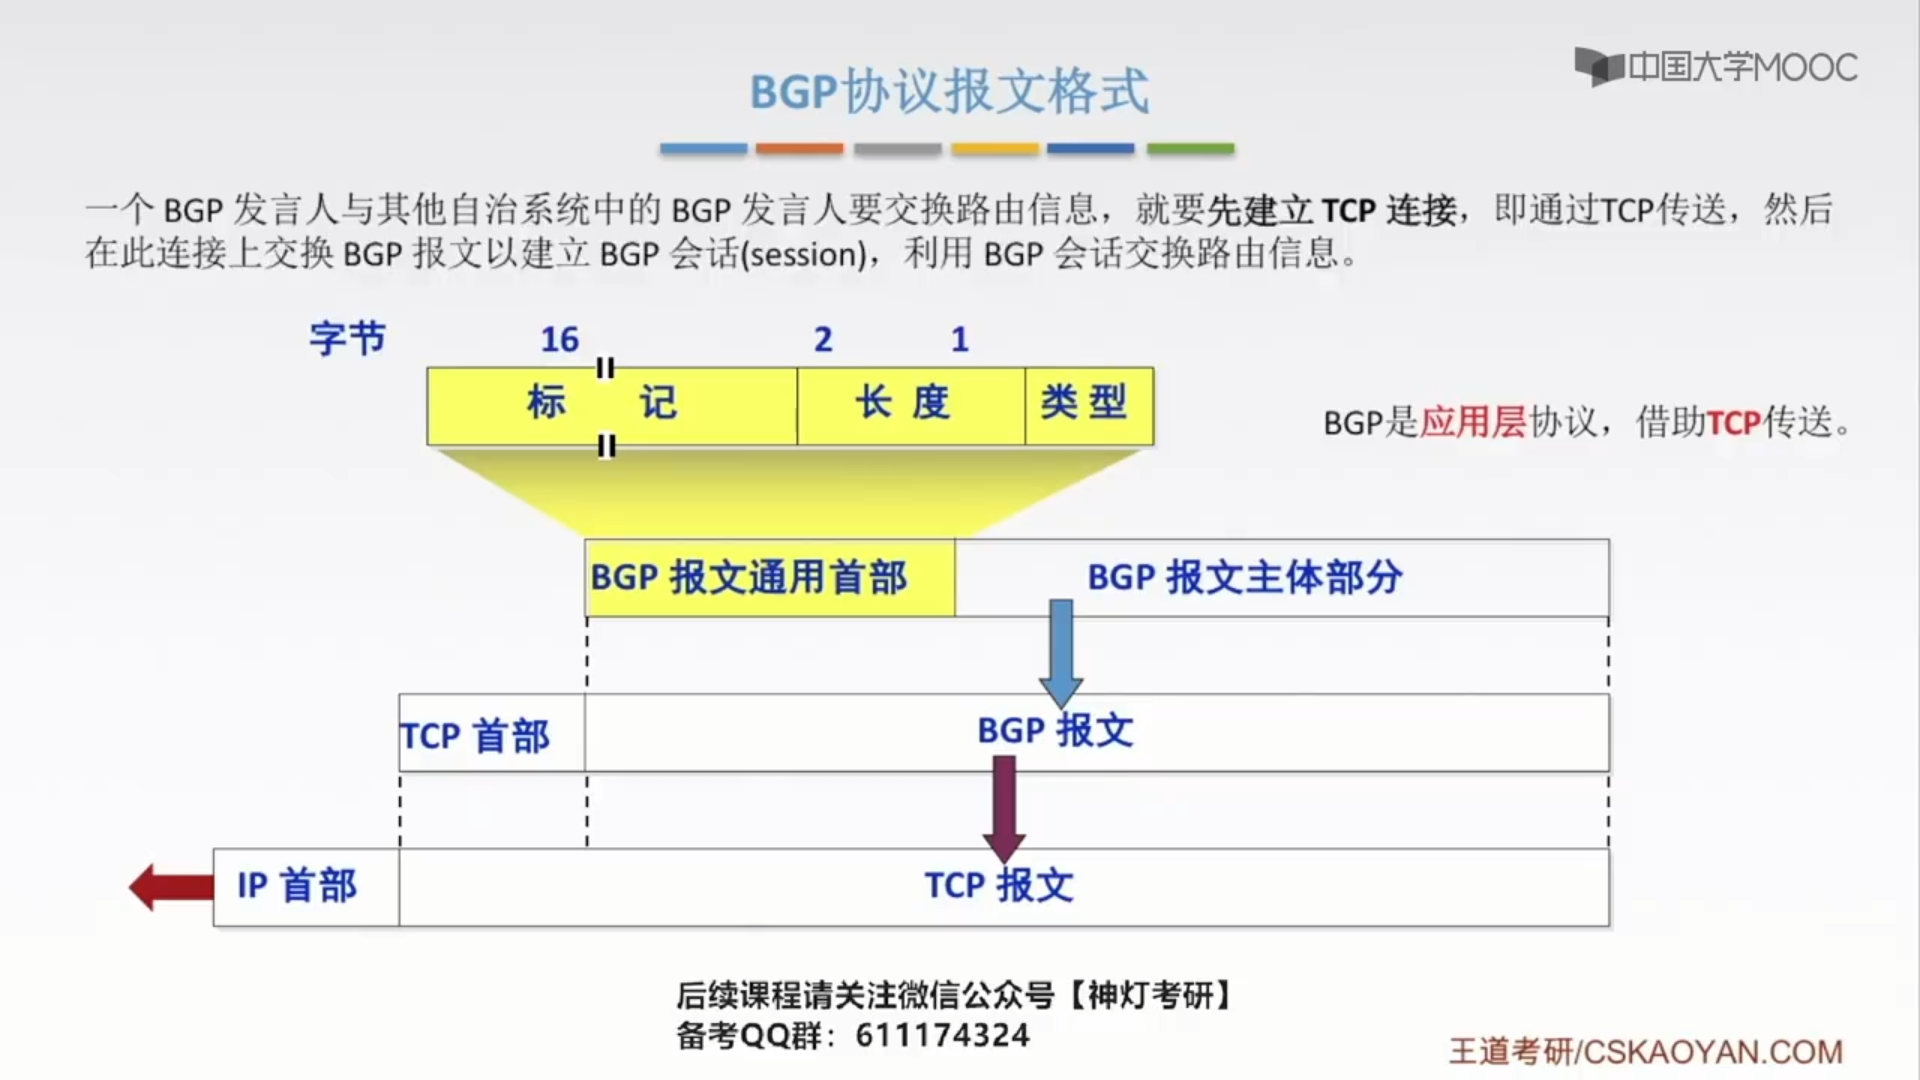 中国大学MOOC
BGP协议报文格式
一个 BGP 发言人与其他自治系统中的 BGP 发言人要交换路由信息，就要先建立 TCP 连接，即通过TCP传送，然后
在此连接上交换 BGP 报文以建立 BGP 会话(session)，利用 BGP 会话交换路由信息。
字节 16 2 1
标 记 长 度 类 型
BGP是应用层协议，借助TCP传送。
BGP 报文通用首部 BGP 报文主体部分
TCP 首部 BGP 报文
IP 首部 TCP 报文
后续课程请关注微信公众号【神灯考研】
备考QQ群：611174324
王道考研/CSKAOYAN.COM